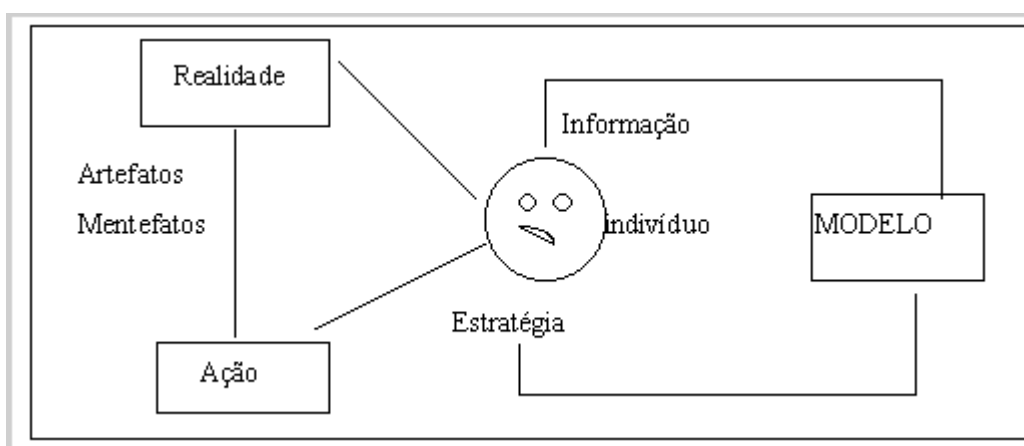 Realidade
Informação
Artefatos
Mentefatos
indivíduo
MODELO
Estratégia
Ação